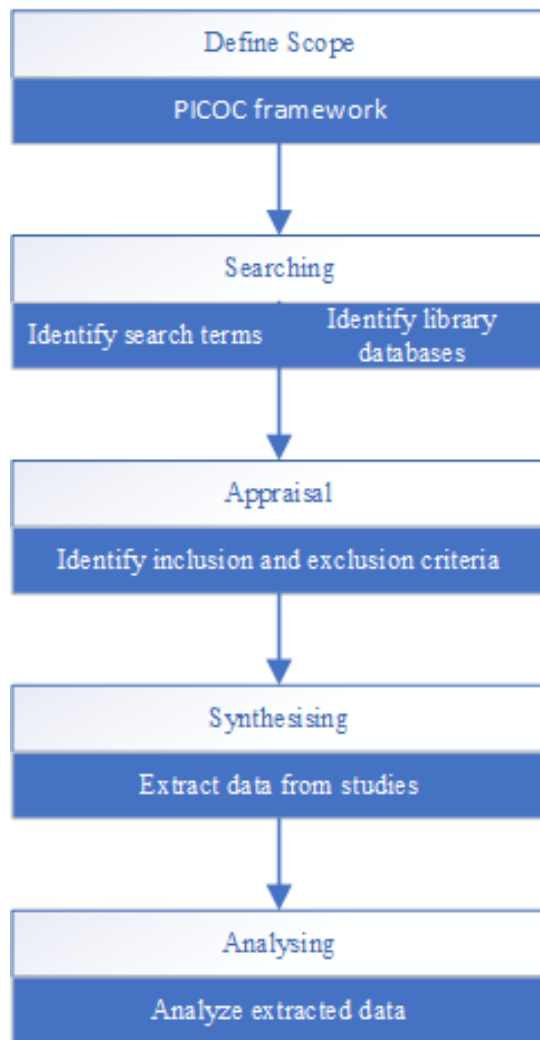 Define Scope
PICOC framework
Searching
Identify search terms
Identify library
databases
Appraisal
Identify inclusion and exclusion criteria
Synthesising
Extract data from studies
Analysing
Analyze extracted data